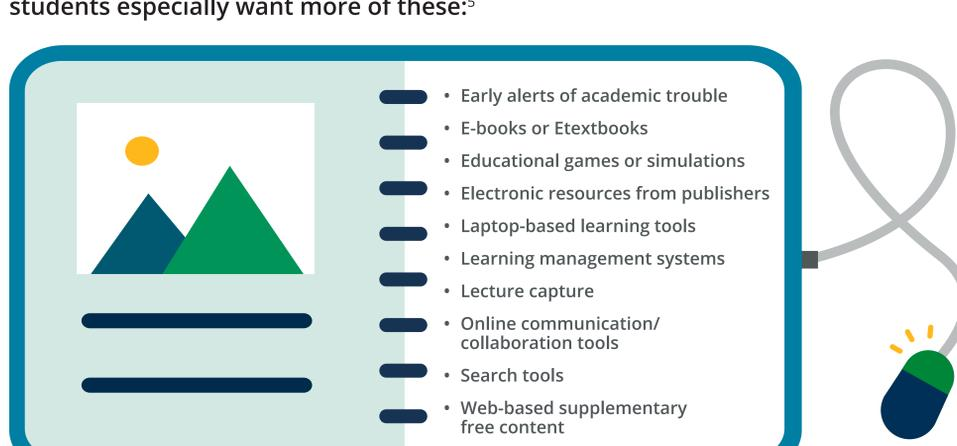 students especially want more of these:5
• Early alerts of academic trouble
• E-books or Etextbooks
• Educational games or simulations
• Electronic resources from publishers
• Laptop-based learning tools
• Learning management systems
• Lecture capture
• Online communication/
collaboration tools
• Search tools
• Web-based supplementary
free content